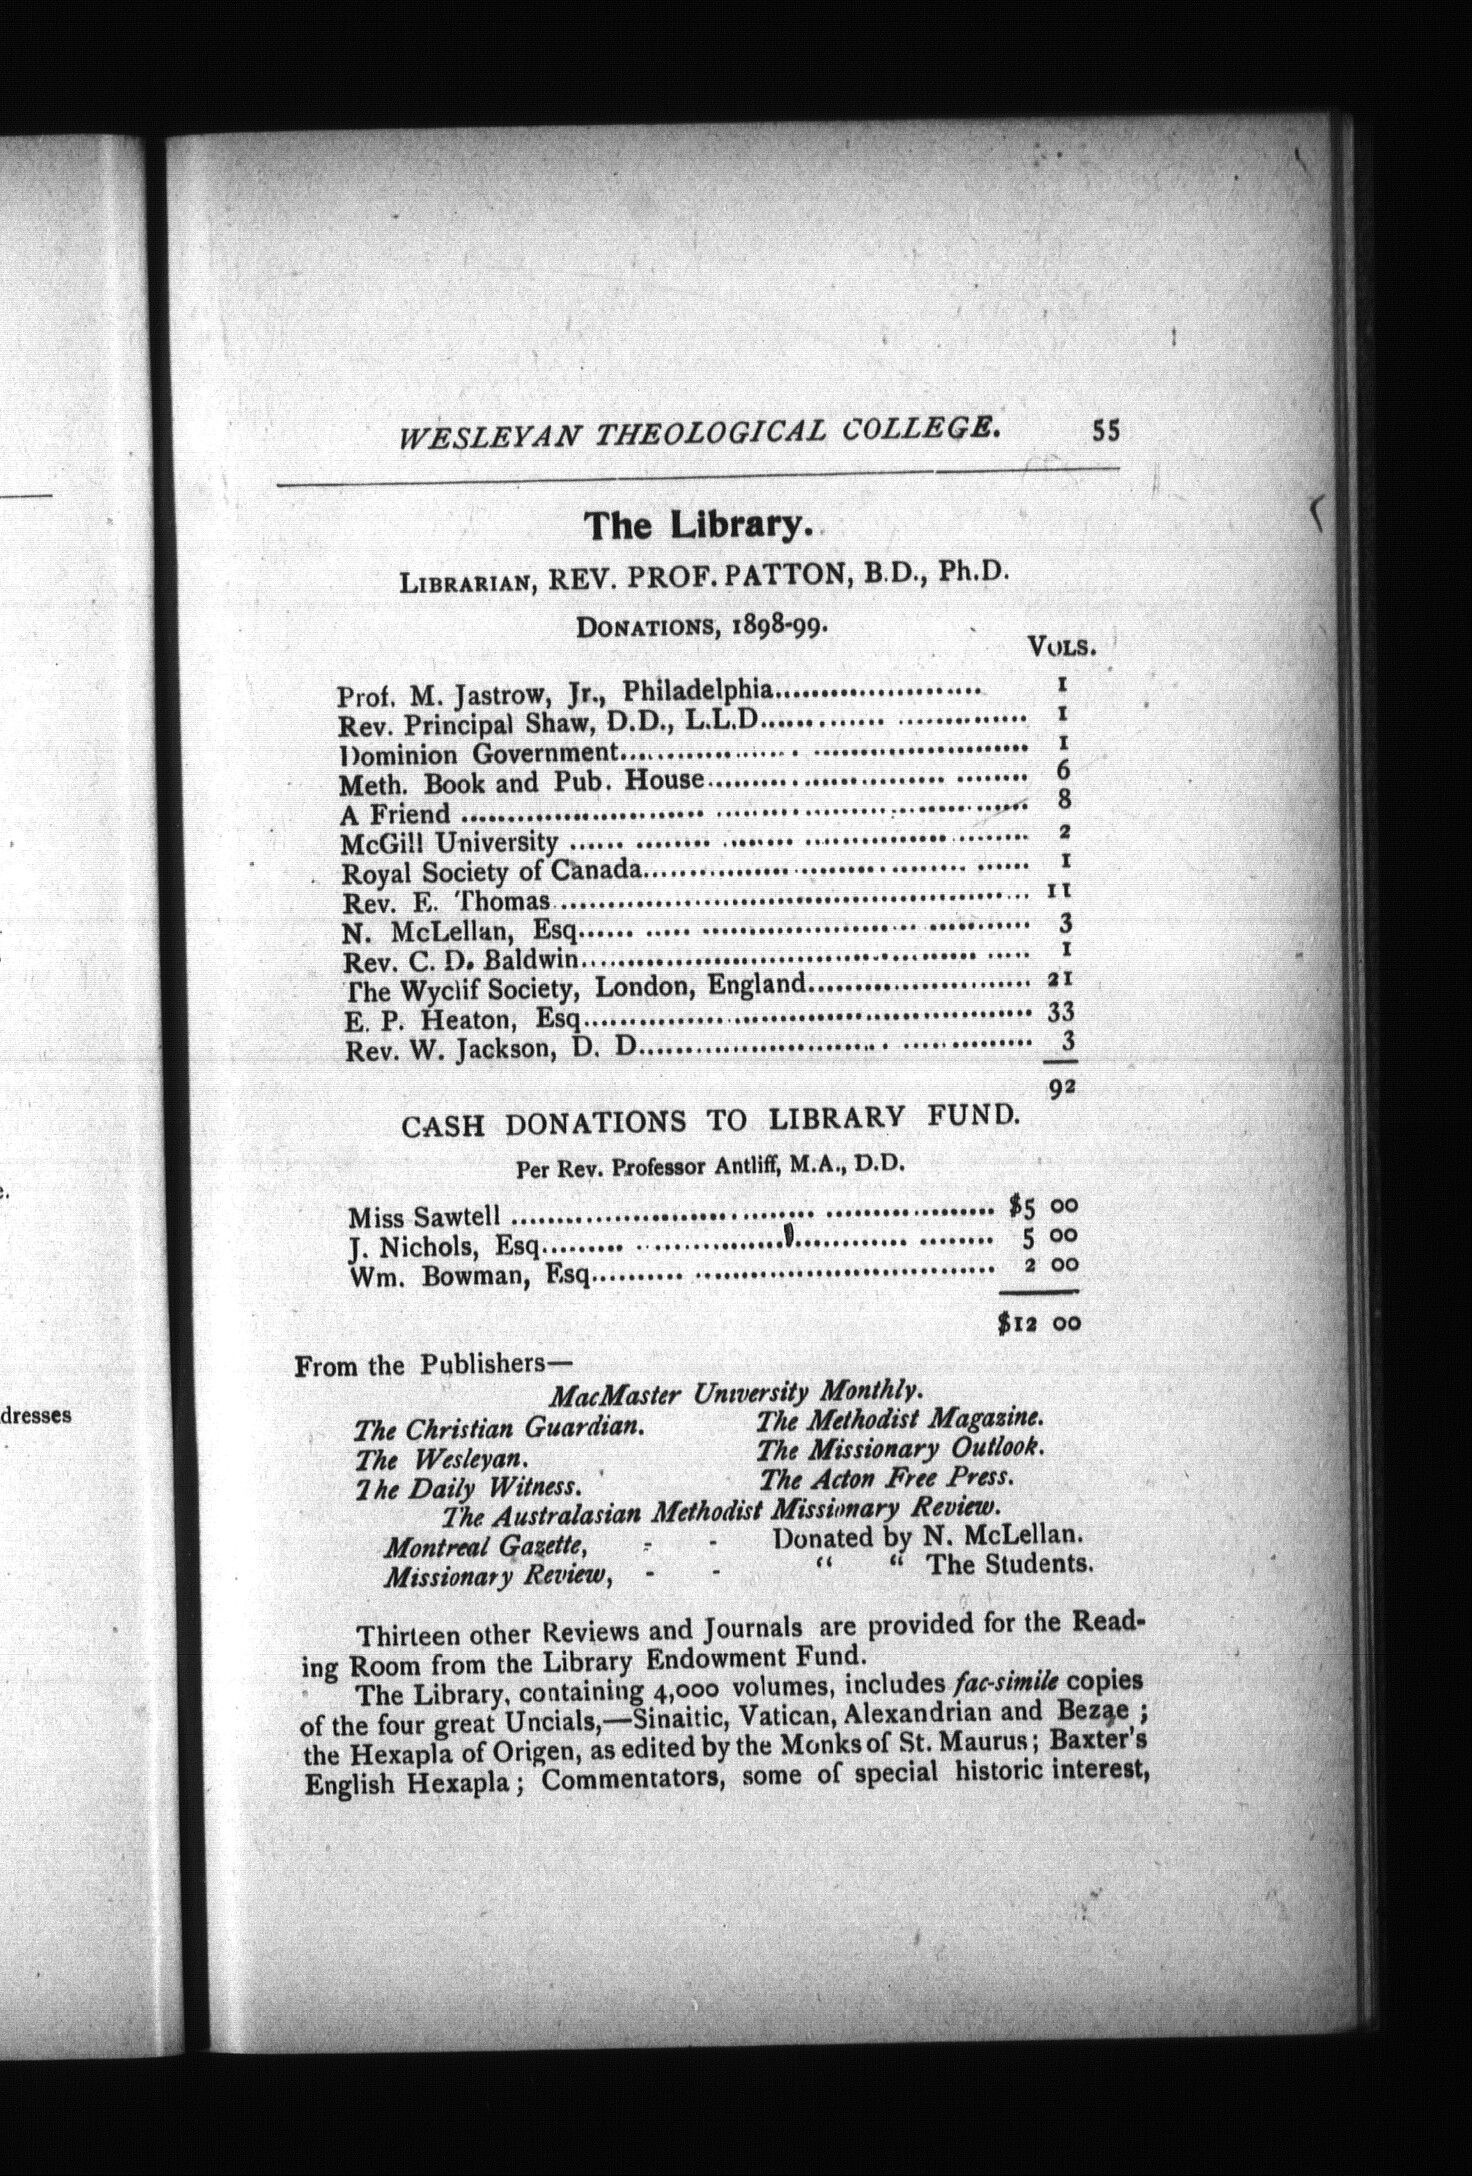 WESLEYAN THEOLOGICAL COLLEGE. 55
The Library.
LIBRARIAN, REV. PROF. PATTON, B.D., Ph.D.
DONATIONS, 1898-99.
VOLS.
Prof. M. Jastrow, Jr., Philadelphia...................... 1
Rev. Principal Shaw, D.D., L.L.D............................ 1
Dominion Government.......................................... 1
Meth. Book and Pub. House.................................. 6
A Friend ............................................................ 8
McGill University ................................................ 2
Royal Society of Canada........................................ 1
Rev. E. Thomas.................................................. 11
N. McLellan, Esq................................................ 3
Rev. C. D. Baldwin.............................................. 1
The Wyclif Society, London, England........................ 21
E. P. Heaton, Esq................................................ 33
Rev. W. Jackson, D. D.......................................... 3
92
CASH DONATIONS TO LIBRARY FUND.
Per Rev. Professor Antliff, M.A., D.D.
Miss Sawtell .................................................... $5 00
J. Nichols, Esq................................................ 5 00
Wm. Bowman, Esq............................................ 2 00
$12 00
From the Publishers—
MacMaster University Monthly.
The Christian Guardian. The Methodist Magazine.
The Wesleyan. The Missionary Outlook.
The Daily Witness. The Acton Free Press.
The Australasian Methodist Missionary Review.
Montreal Gazette, - - Donated by N. McLellan.
Missionary Review, - - “ “ The Students.
Thirteen other Reviews and Journals are provided for the Read-
ing Room from the Library Endowment Fund.
The Library, containing 4,000 volumes, includes fac-simile copies
of the four great Uncials,—Sinaitic, Vatican, Alexandrian and Bezae ;
the Hexapla of Origen, as edited by the Monks of St. Maurus; Baxter's
English Hexapla; Commentators, some of special historic interest,
dresses
e.